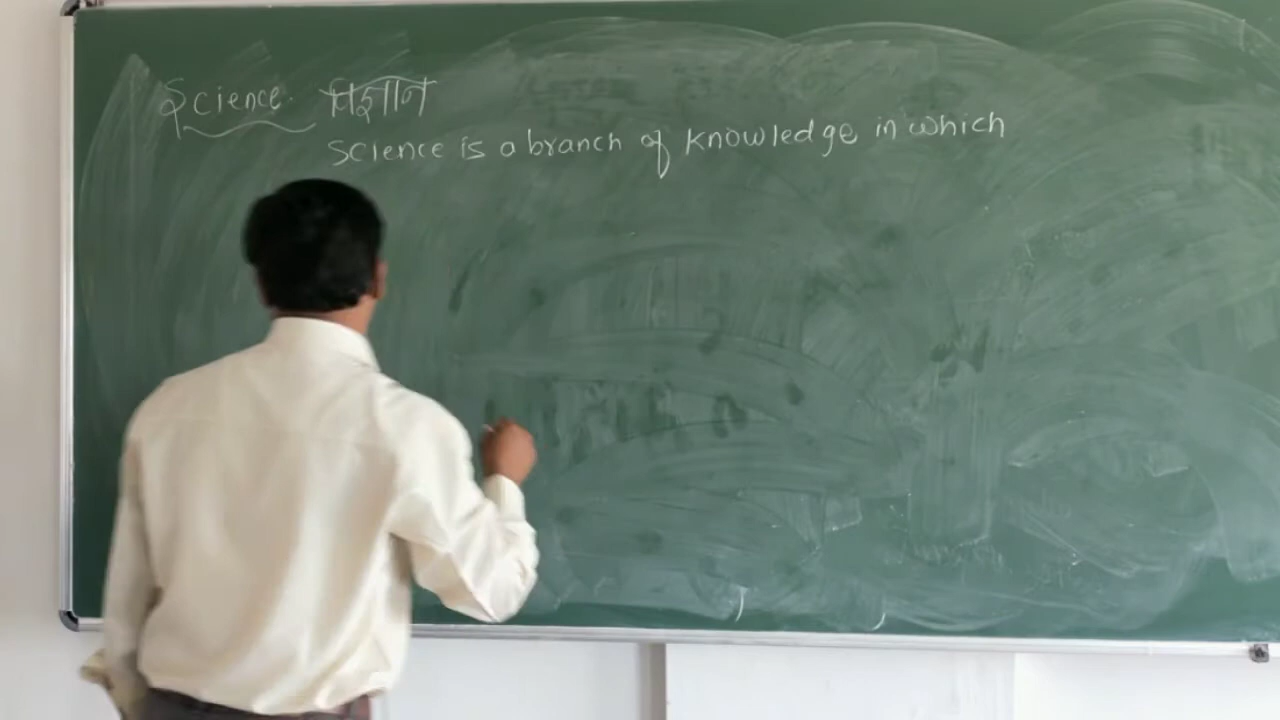 Science. विज्ञान
Science is a branch of knowledge in which